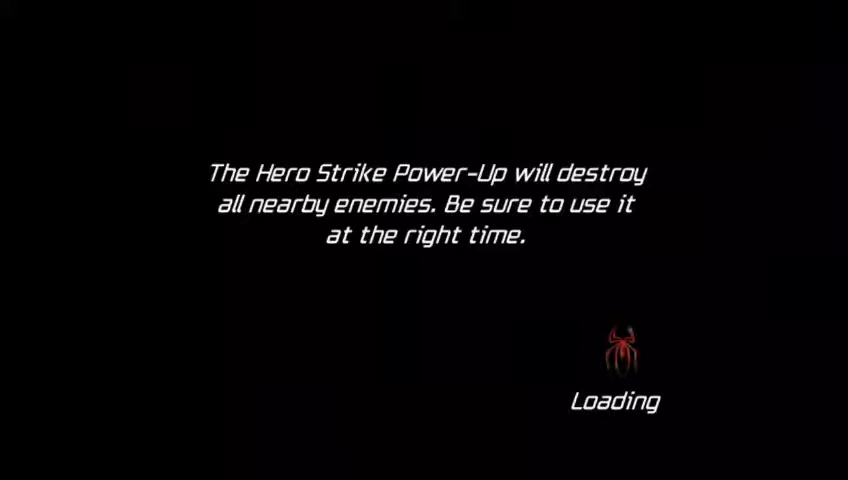 The Hero Strike Power-Up will destroy
all nearby enemies. Be sure to use it
at the right time.
Loading